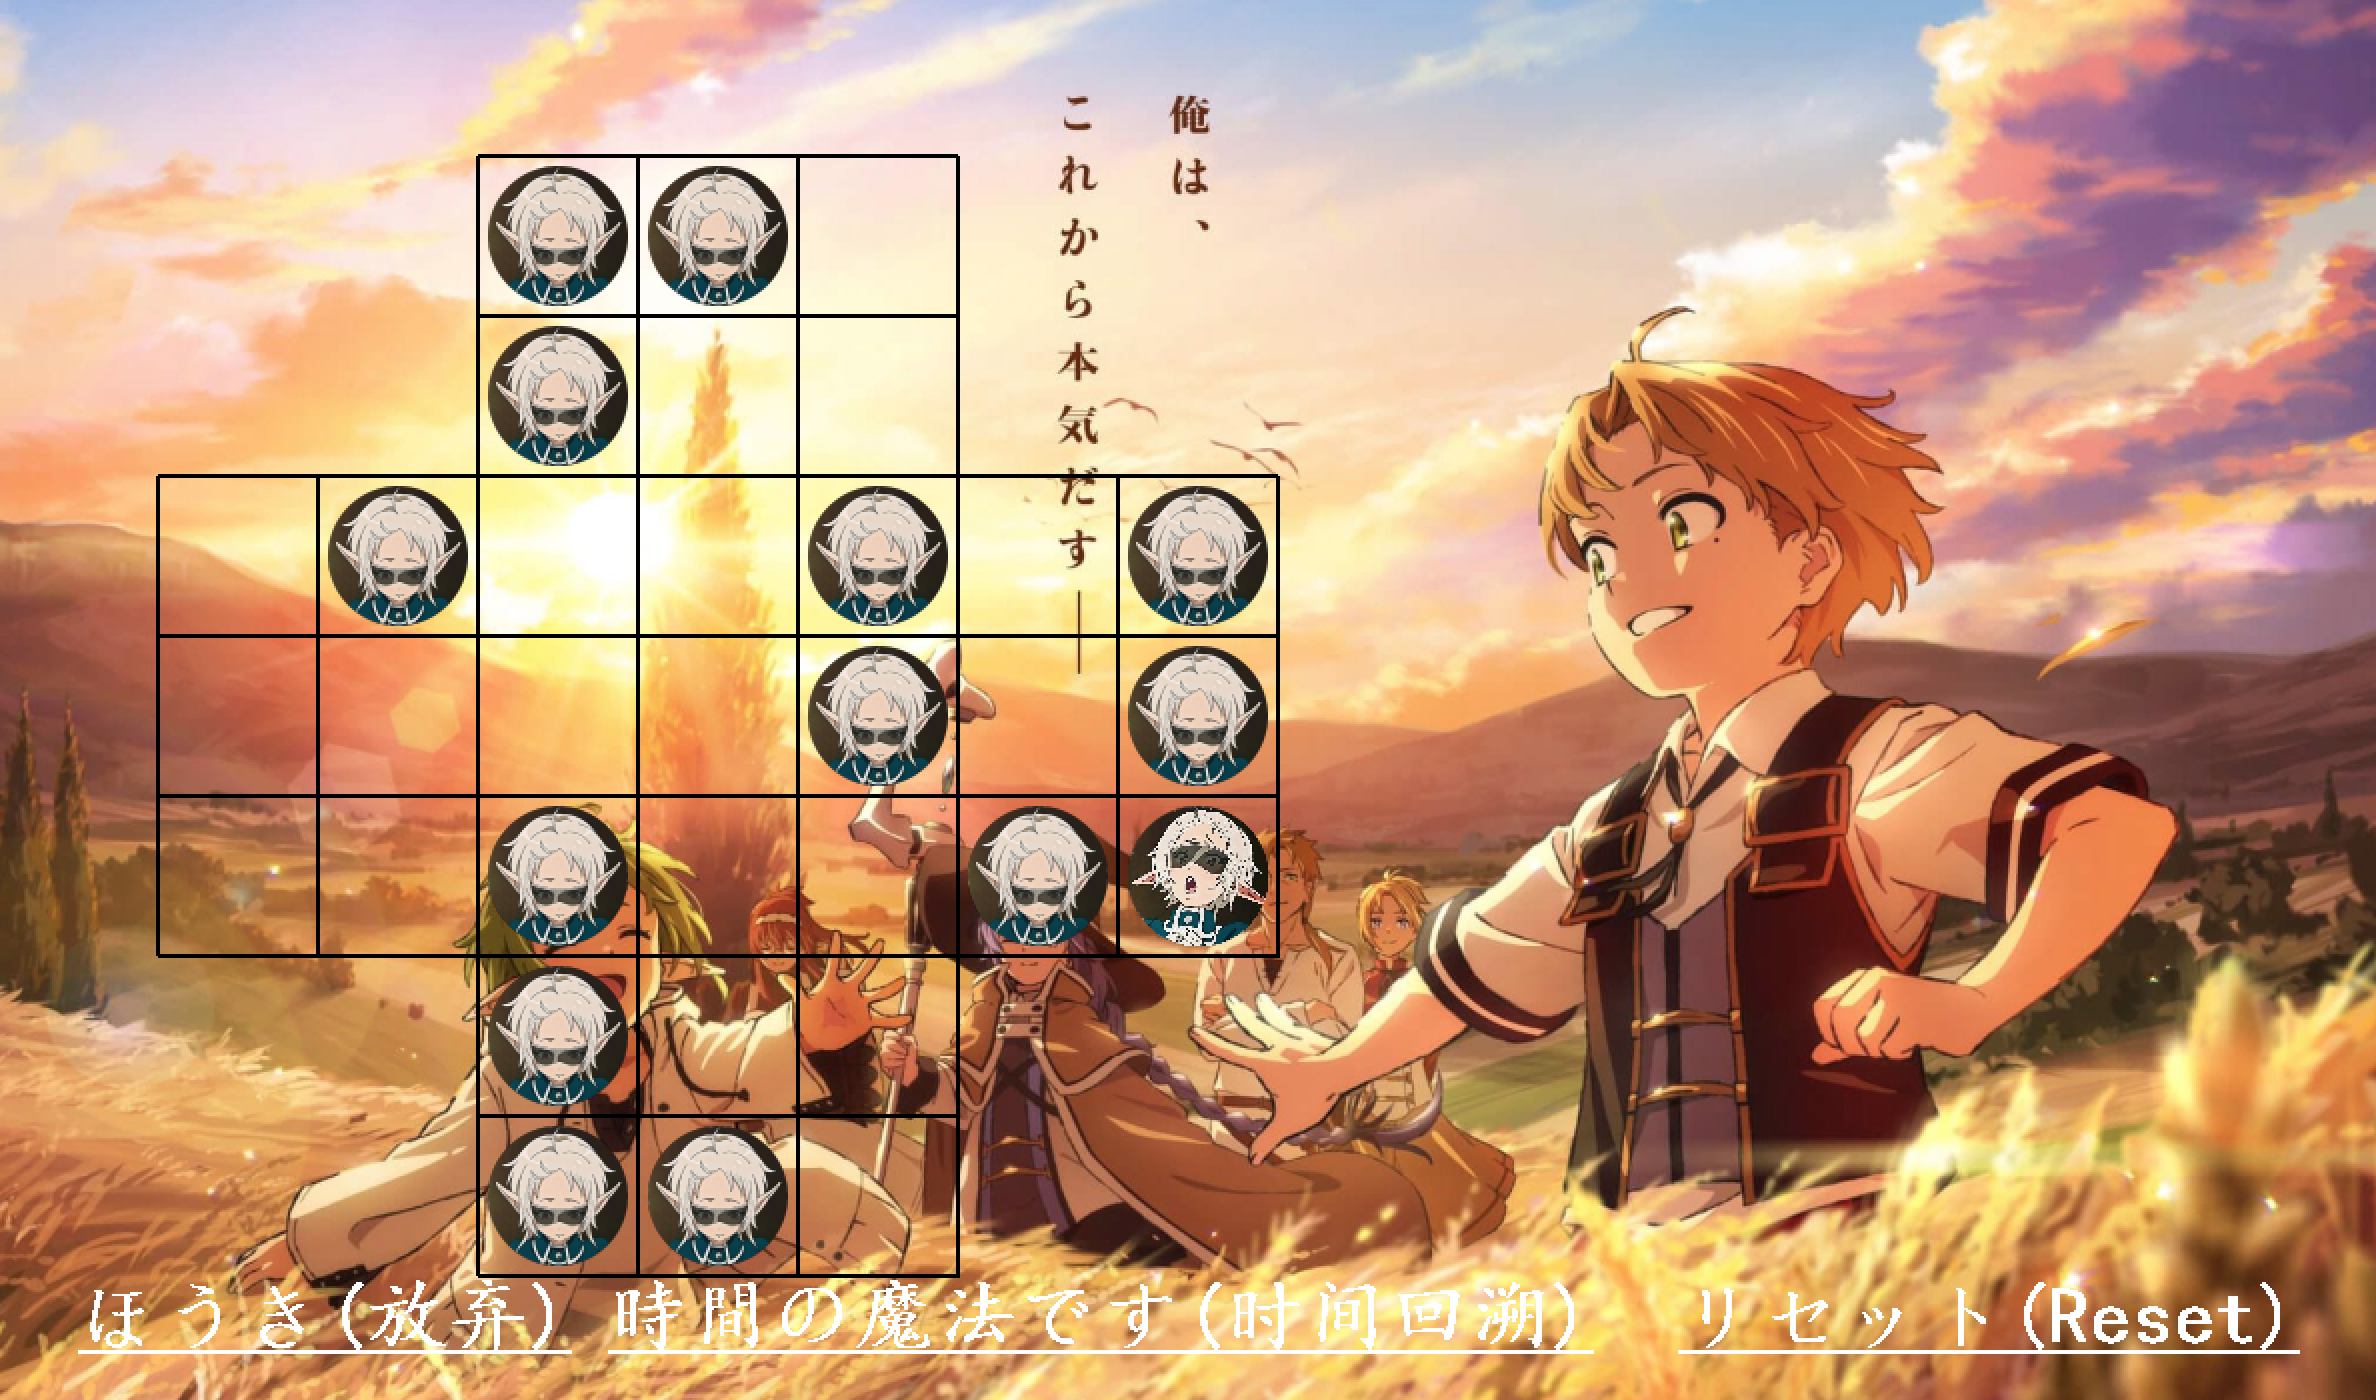 俺は、
これから本気だす——
ほうき(放弃)
時間の魔法です(时间回溯)
リセット(Reset)